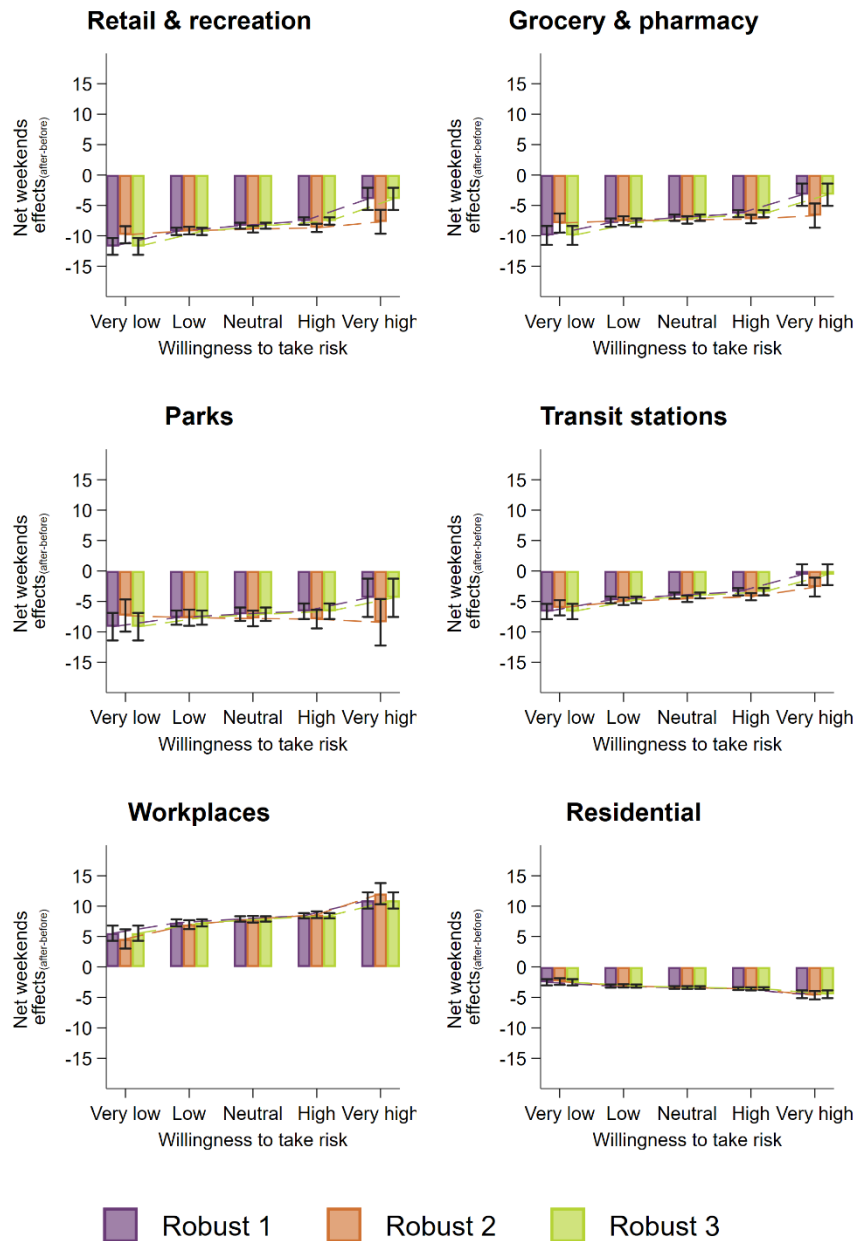 Retail & recreation
Net weekends
effects(after-before)
15
10
5
0
-5
-10
-15
Very low Low Neutral High Very high
Willingness to take risk
Grocery & pharmacy
Net weekends
effects(after-before)
15
10
5
0
-5
-10
-15
Very low Low Neutral High Very high
Willingness to take risk
Parks
Net weekends
effects(after-before)
15
10
5
0
-5
-10
-15
Very low Low Neutral High Very high
Willingness to take risk
Transit stations
Net weekends
effects(after-before)
15
10
5
0
-5
-10
-15
Very low Low Neutral High Very high
Willingness to take risk
Workplaces
Net weekends
effects(after-before)
15
10
5
0
-5
-10
-15
Very low Low Neutral High Very high
Willingness to take risk
Residential
Net weekends
effects(after-before)
15
10
5
0
-5
-10
-15
Very low Low Neutral High Very high
Willingness to take risk
Robust 1 Robust 2 Robust 3